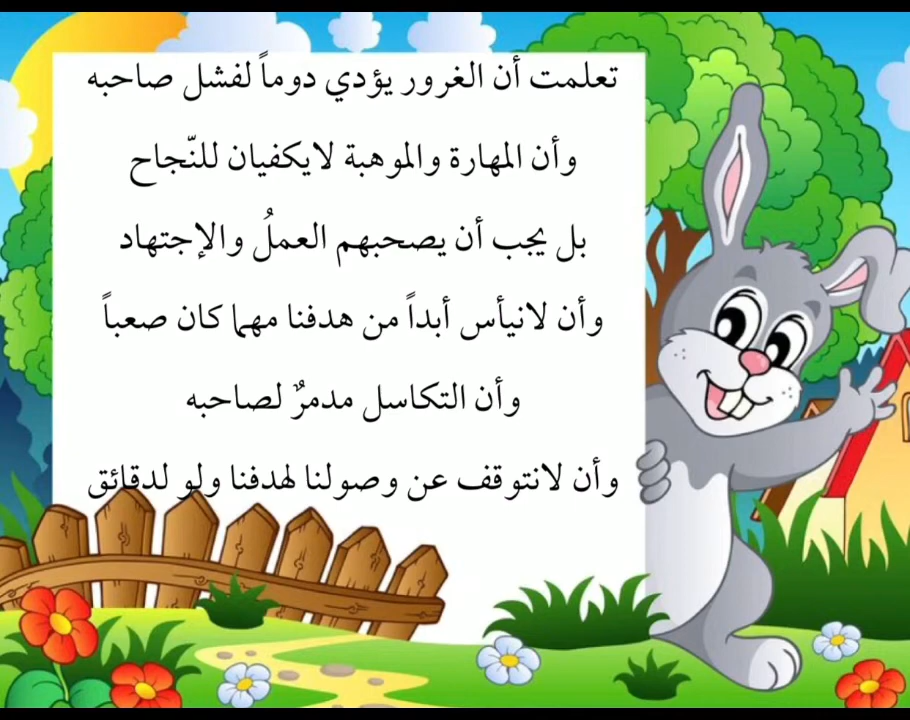 تعلمت أن الغرور يؤدي دوماً لفشل صاحبه
وأن المهارة والموهبة لايكفيان للنّجاح
بل يجب أن يصحبهم العملُ والإجتهاد
وأن لانيأس أبداً من هدفنا مهما كان صعباً
وأن التكاسل مدمرٌ لصاحبه
وأن لانتوقف عن وصولنا لهدفنا ولو لدقائق